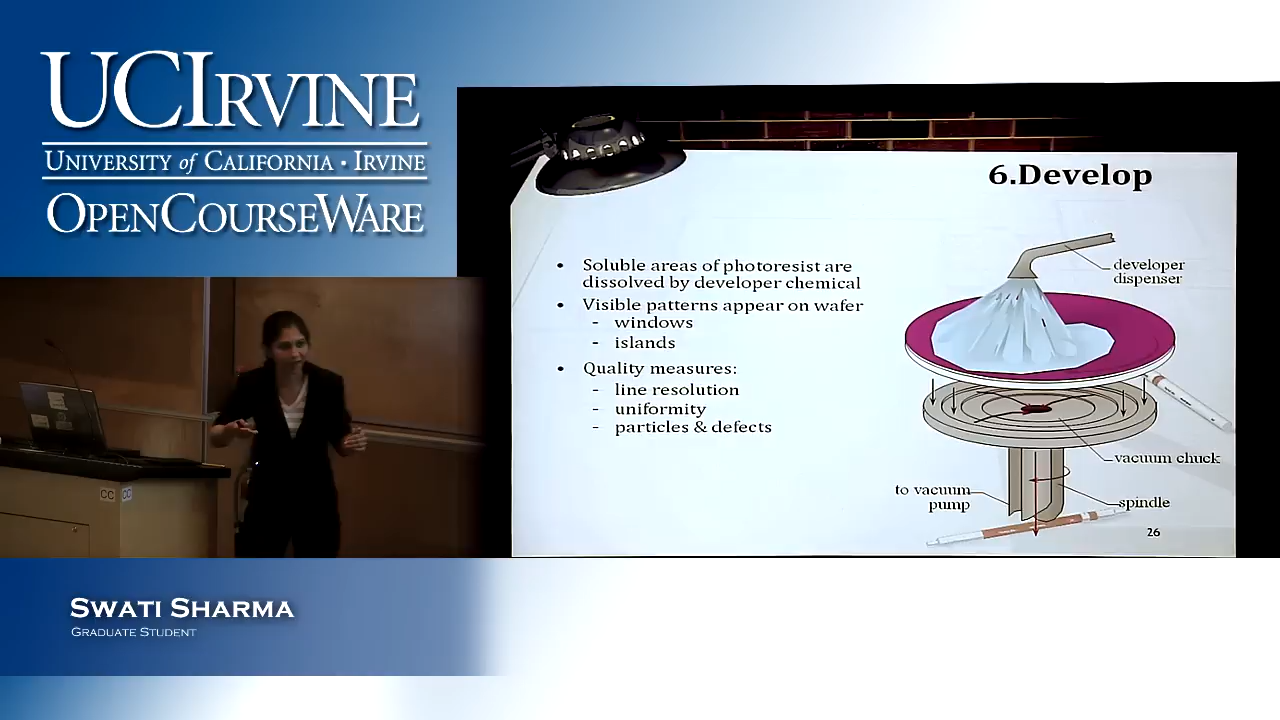 UCIRVINE
UNIVERSITY of CALIFORNIA · IRVINE
OPENCOURSEWARE
6.Develop
• Soluble areas of photoresist are
dissolved by developer chemical
• Visible patterns appear on wafer
- windows
- islands
• Quality measures:
- line resolution
- uniformity
- particles & defects
developer
dispenser
vacuum chuck
to vacuum
pump
spindle
26
CC CC
SWATI SHARMA
GRADUATE STUDENT